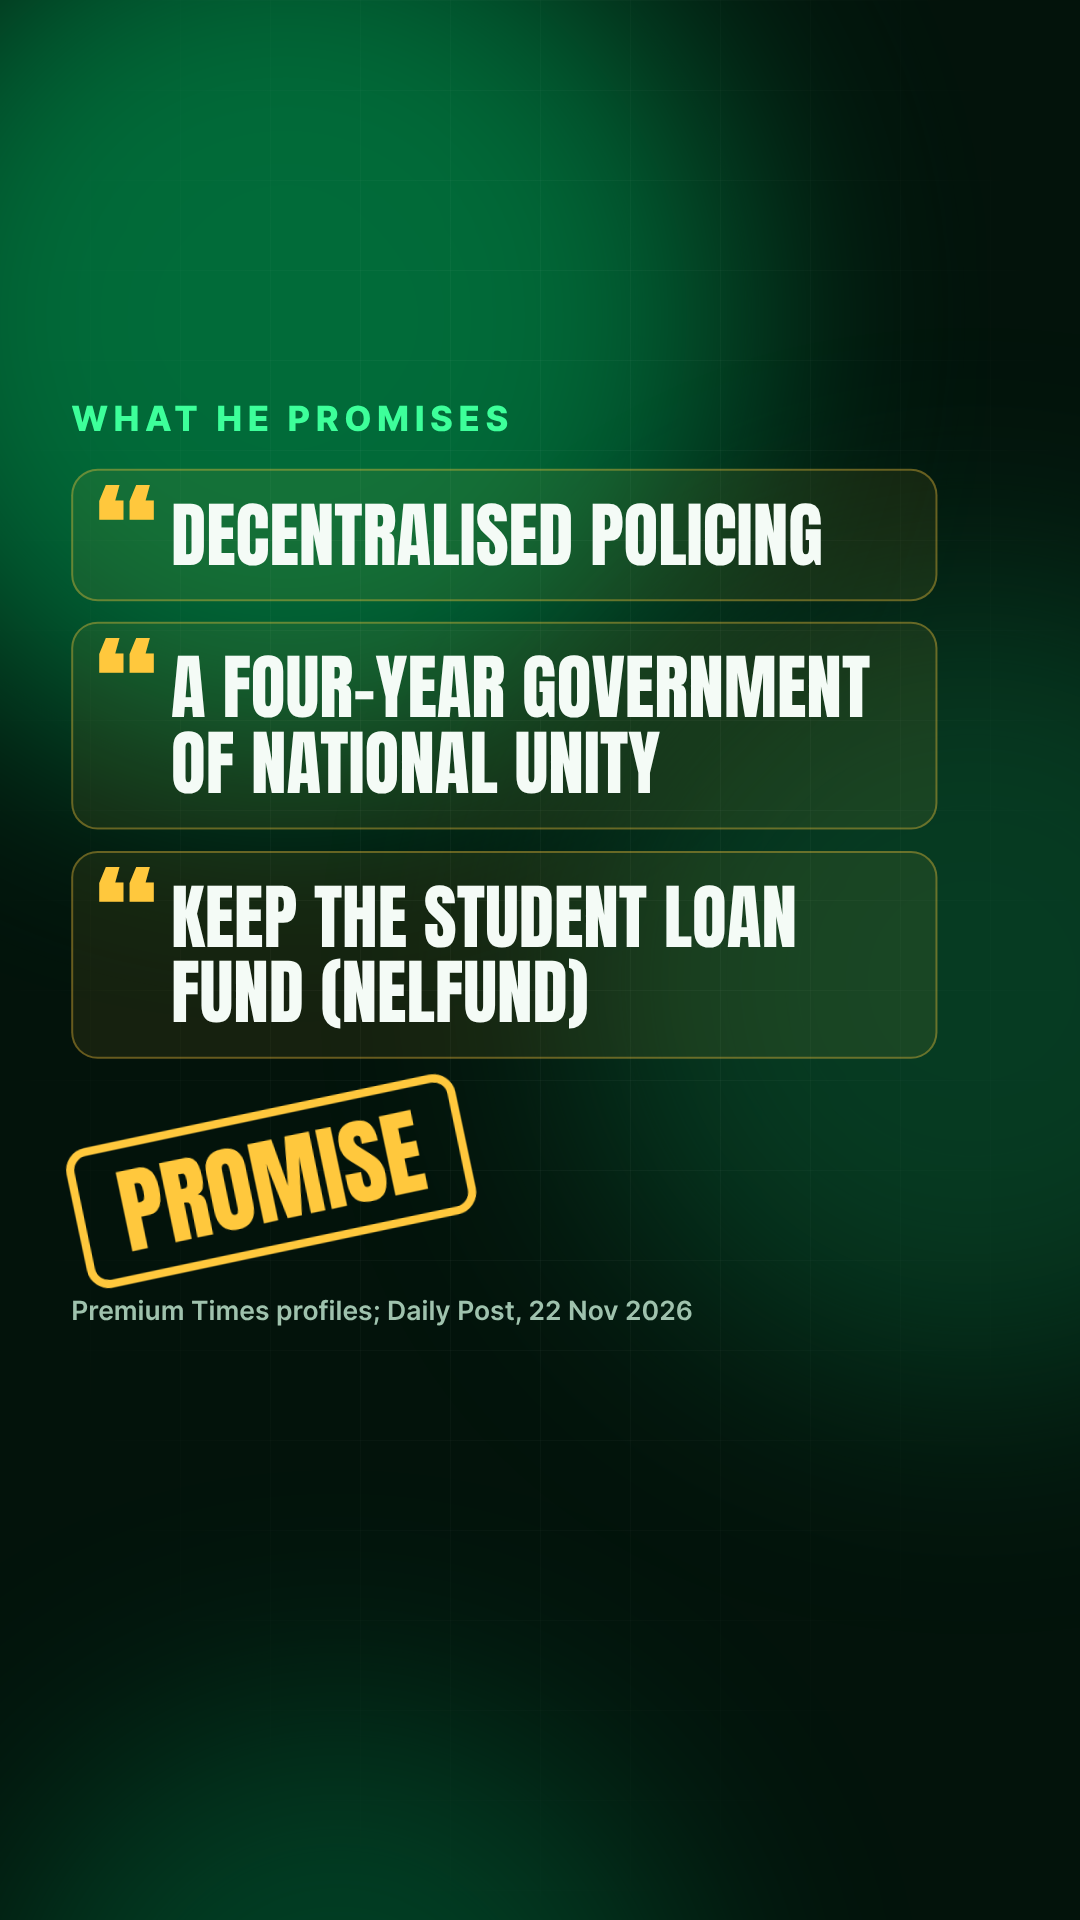 WHAT HE PROMISES
❝ DECENTRALISED POLICING
❝ A FOUR-YEAR GOVERNMENT
OF NATIONAL UNITY
❝ KEEP THE STUDENT LOAN
FUND (NELFUND)
PROMISE
Premium Times profiles; Daily Post, 22 Nov 2026